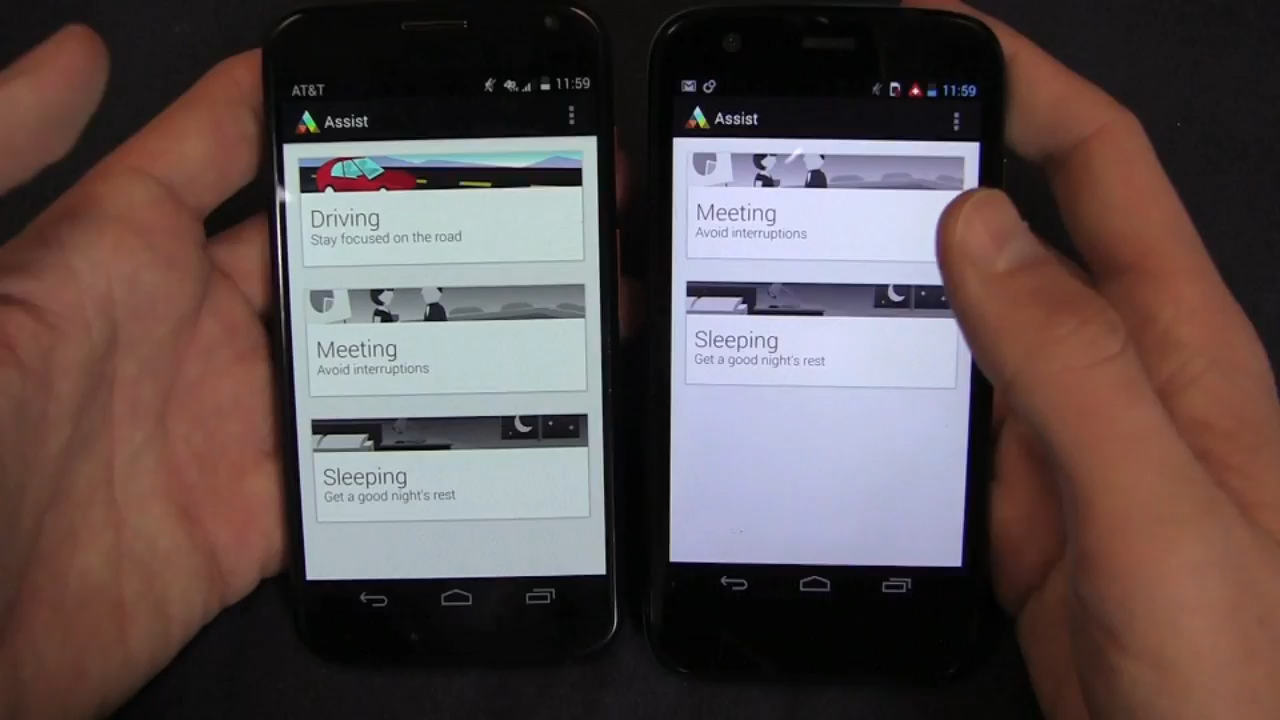 AT&T 4G 11:59
Assist
Driving
Stay focused on the road
Meeting
Avoid interruptions
Sleeping
Get a good night's rest
11:59
Assist
Meeting
Avoid interruptions
Sleeping
Get a good night's rest